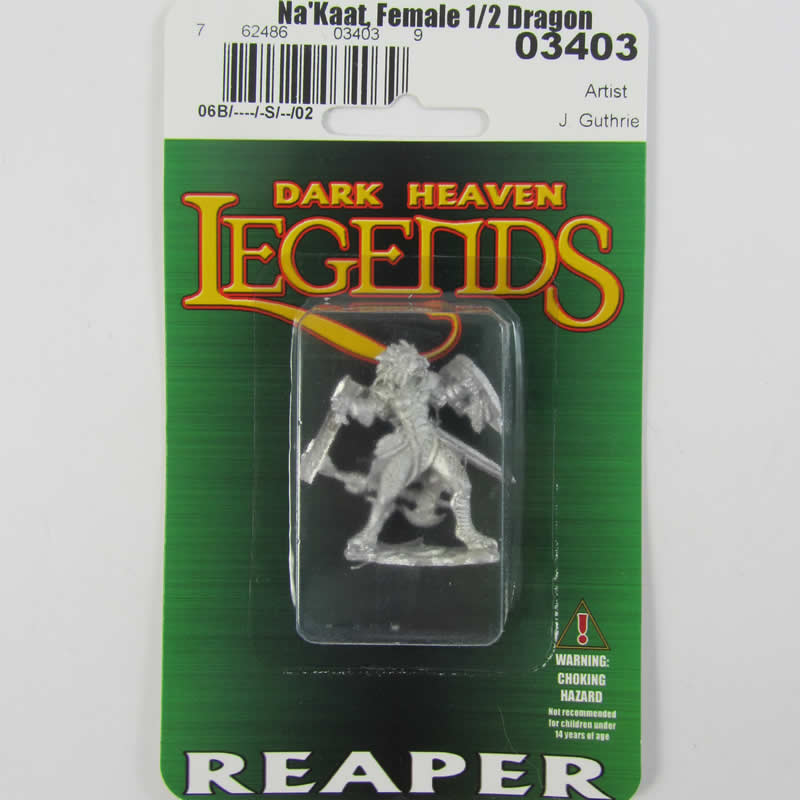 Na'Kaat, Female 1/2 Dragon
7 62486 03403 9
03403
06B/----/-S/--/02
Artist
J. Guthrie
DARK HEAVEN
LEGENDS
WARNING:
CHOKING
HAZARD
Not recommended
for children under
14 years of age
REAPER